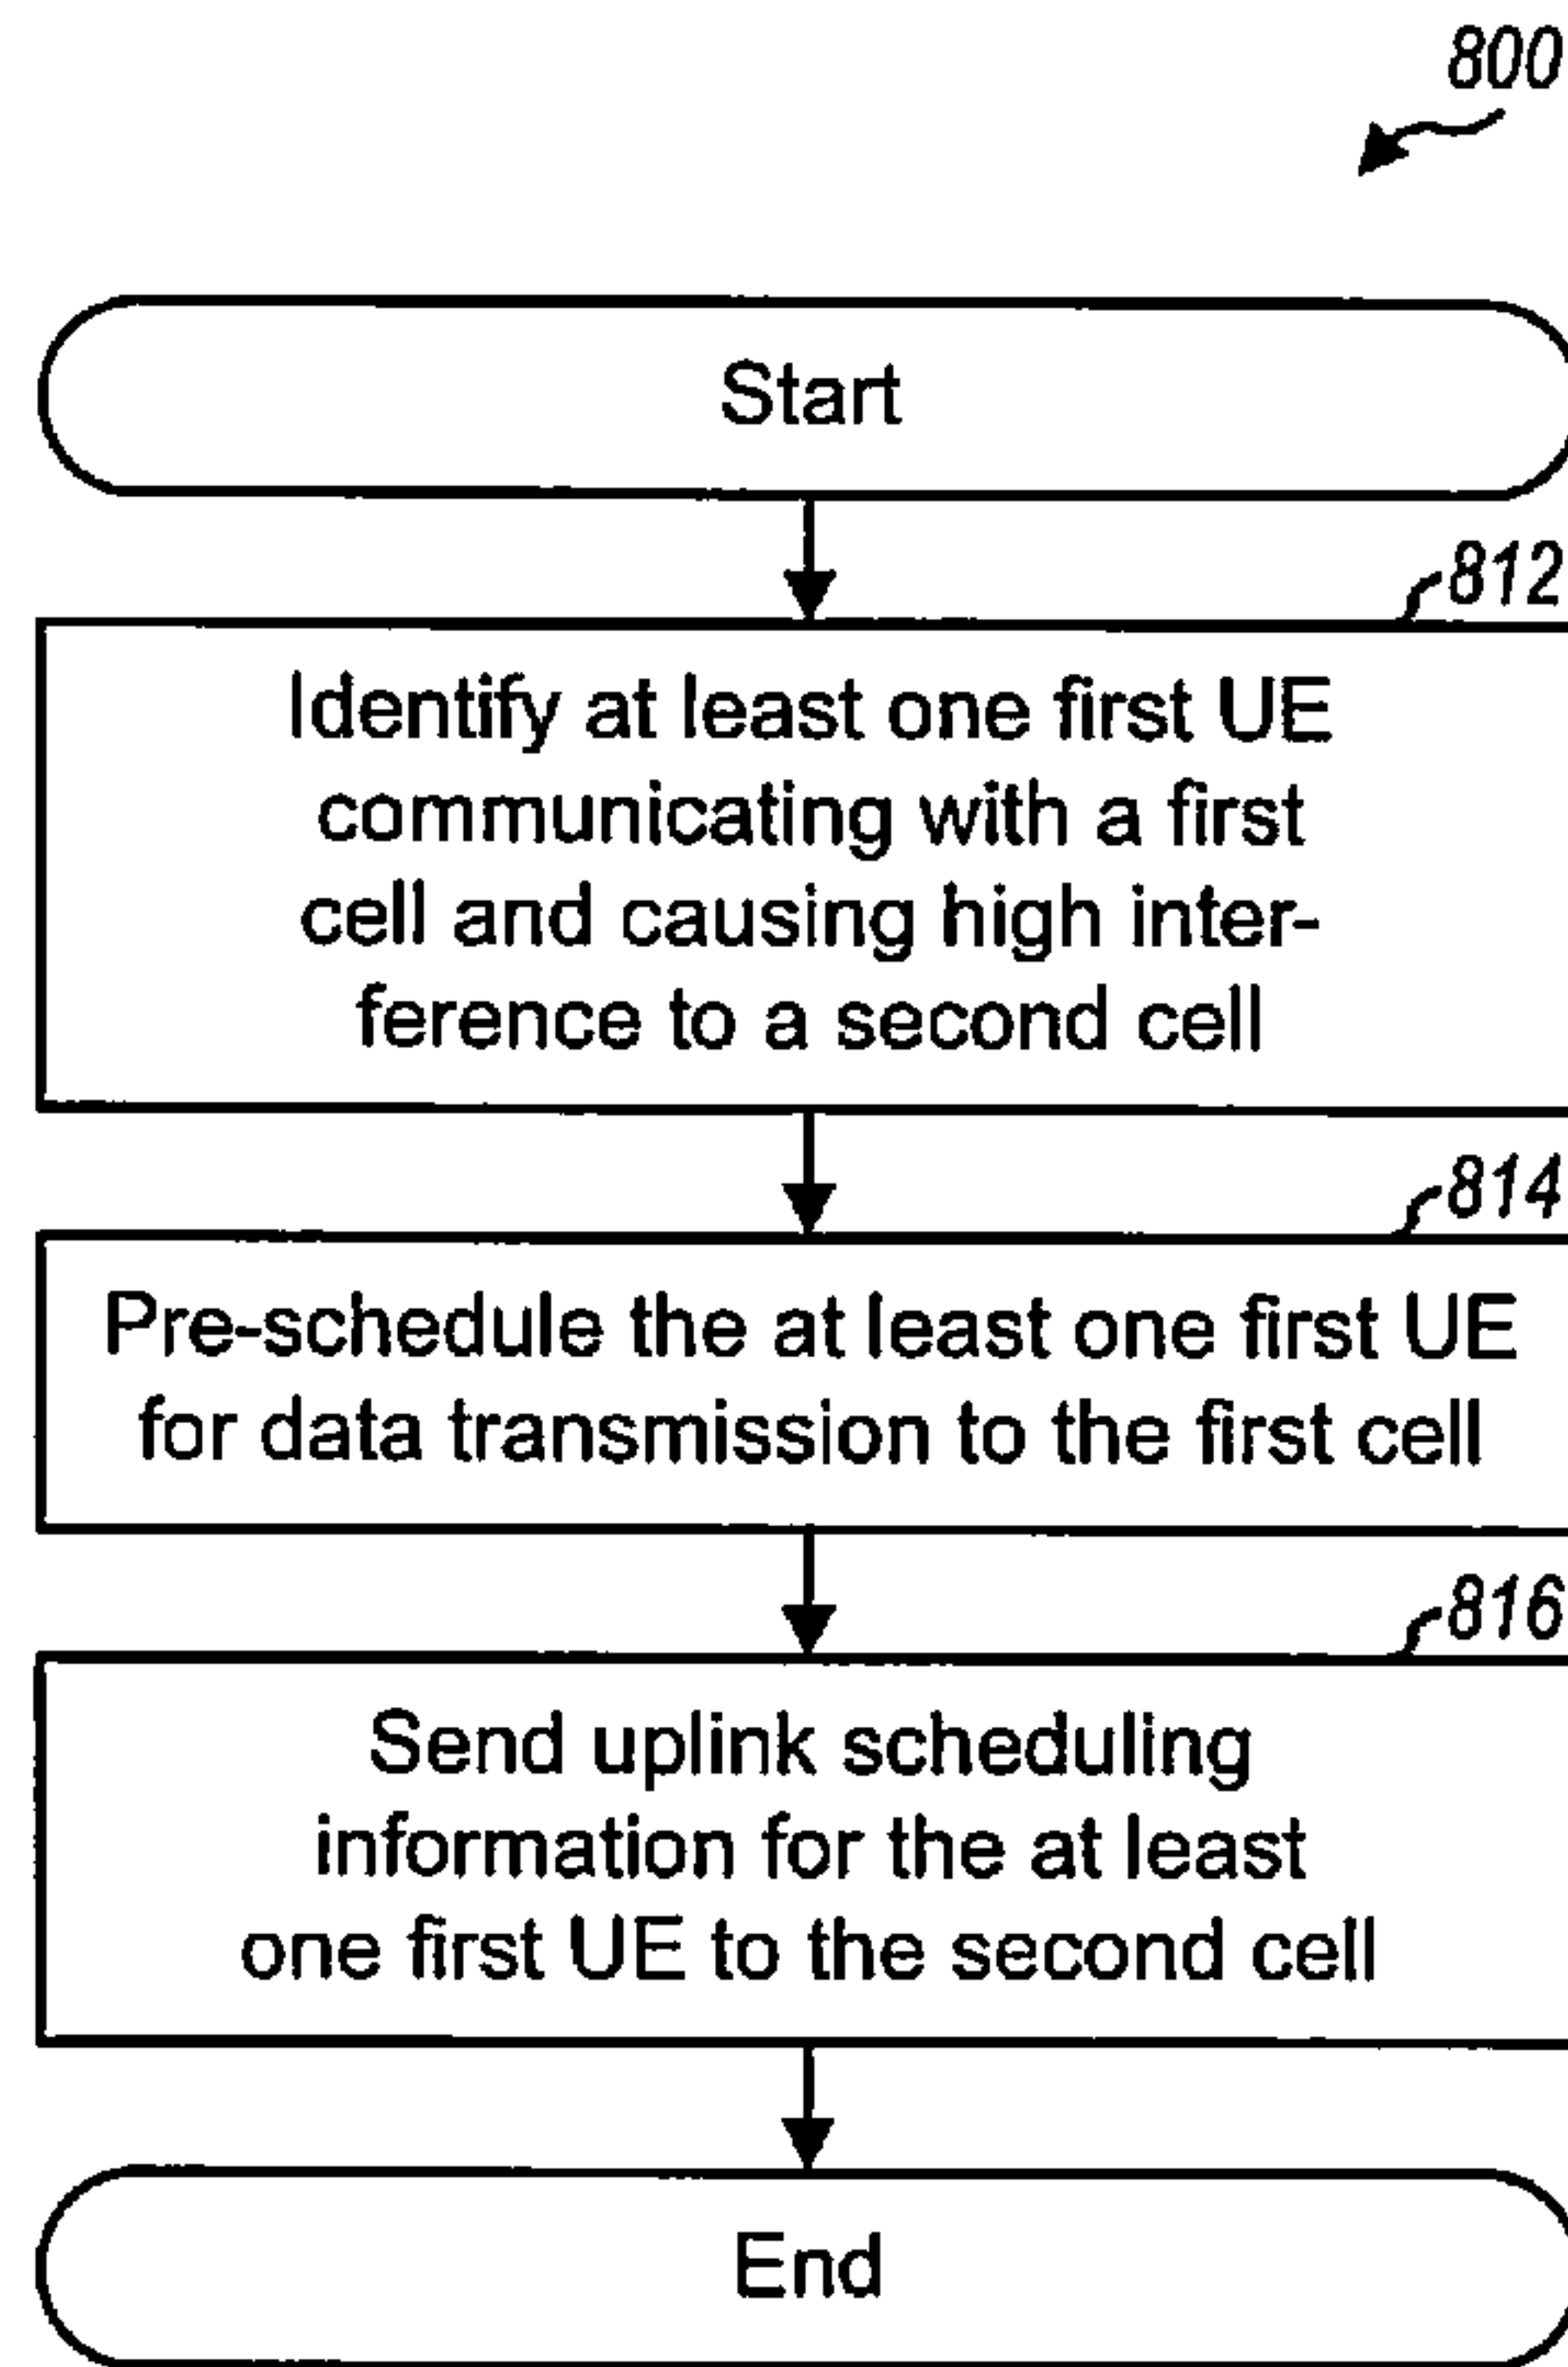 800
Start
812
Identify at least one first UE
communicating with a first
cell and causing high inter-
ference to a second cell
814
Pre-schedule the at least one first UE
for data transmission to the first cell
816
Send uplink scheduling
information for the at least
one first UE to the second cell
End